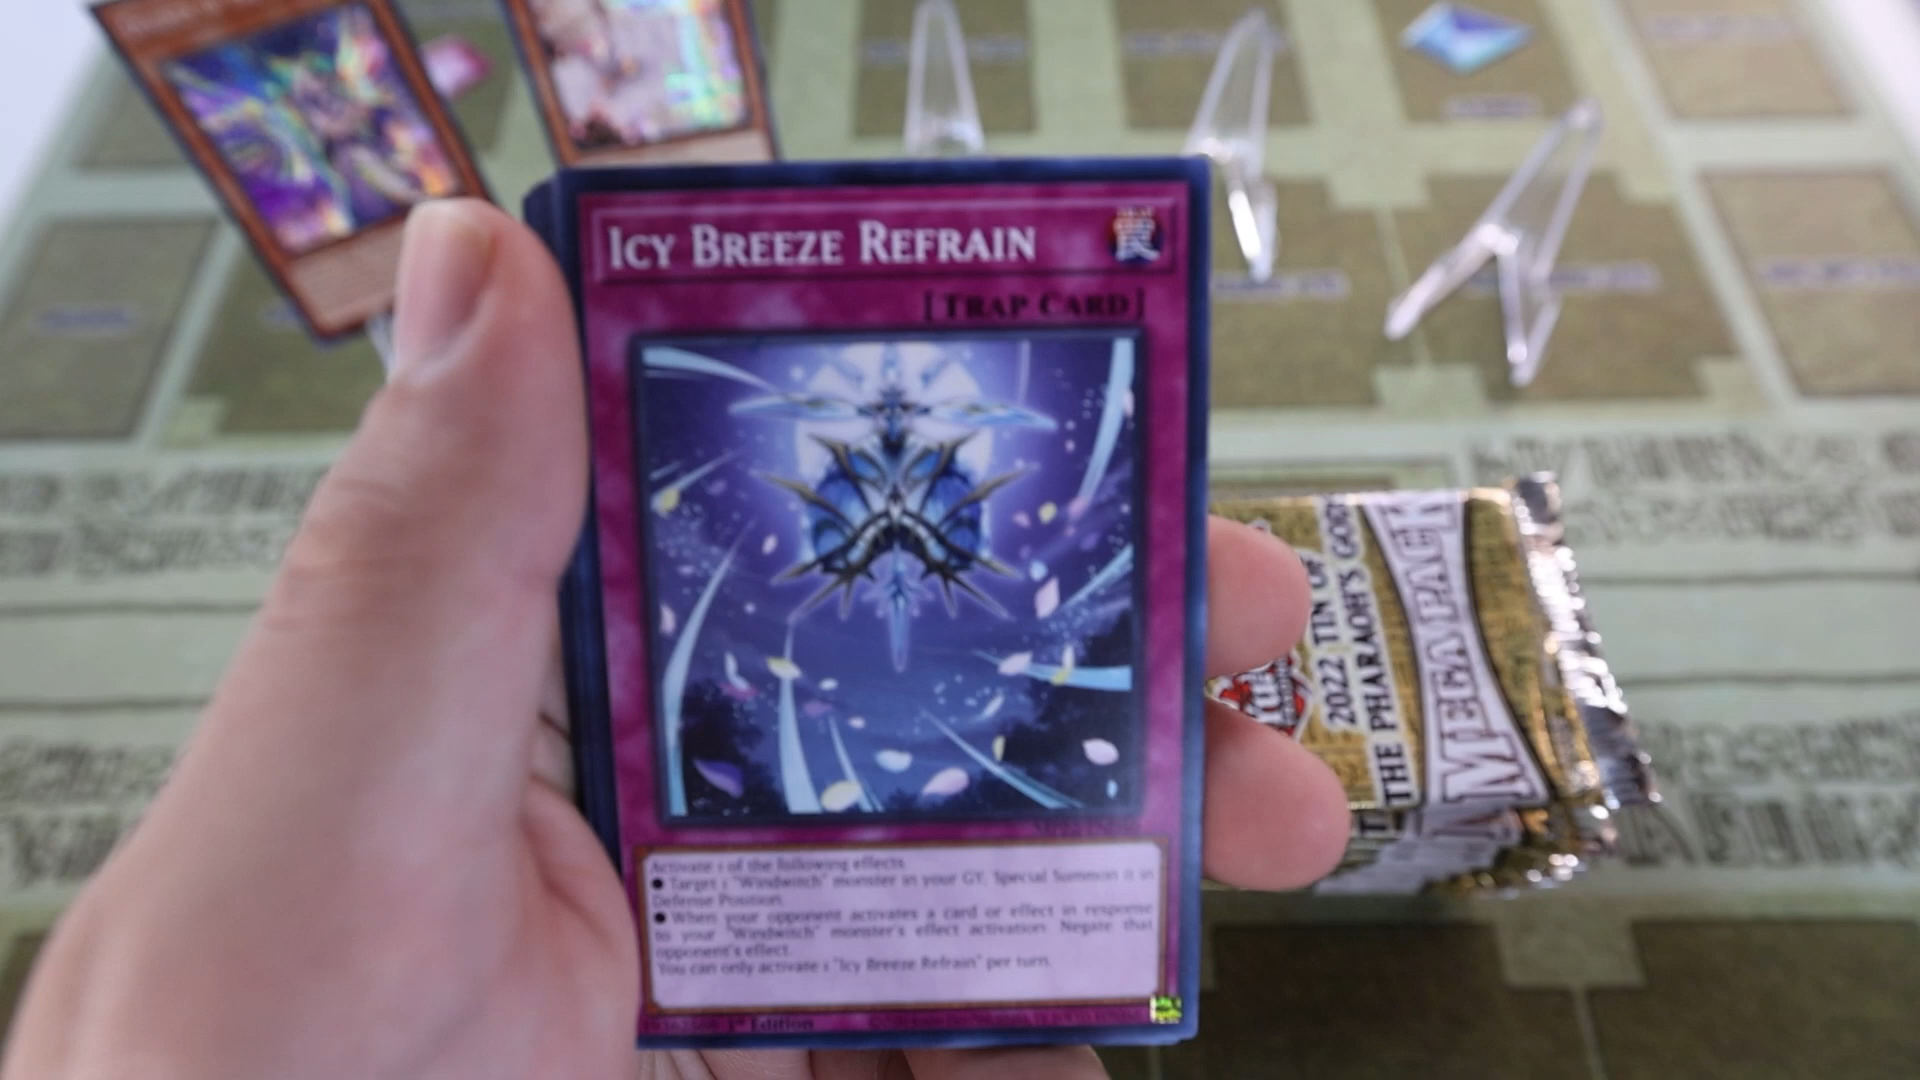 Icy Breeze Refrain
罠
[Trap Card]
Activate 1 of the following effects.
● Target 1 "Windwitch" monster in your GY; Special Summon it in
Defense Position.
● When your opponent activates a card or effect in response
to your "Windwitch" monster's effect activation: Negate that
opponent's effect.
You can only activate 1 "Icy Breeze Refrain" per turn.
1st Edition
2022 TIN OF
THE PHARAOH'S GODS
MEGA PACK